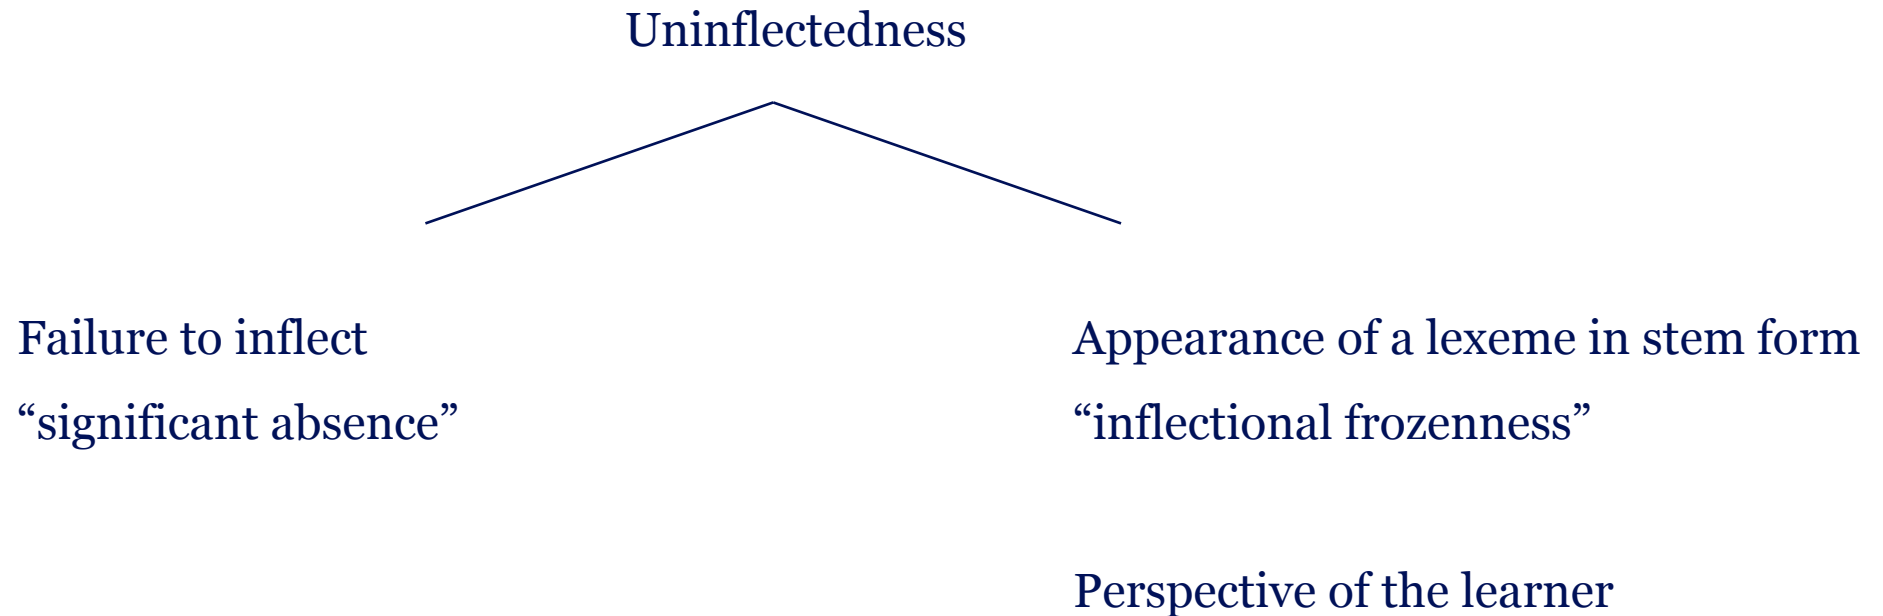 Uninflectedness
Failure to inflect
“significant absence”
Appearance of a lexeme in stem form
“inflectional frozenness”
Perspective of the learner